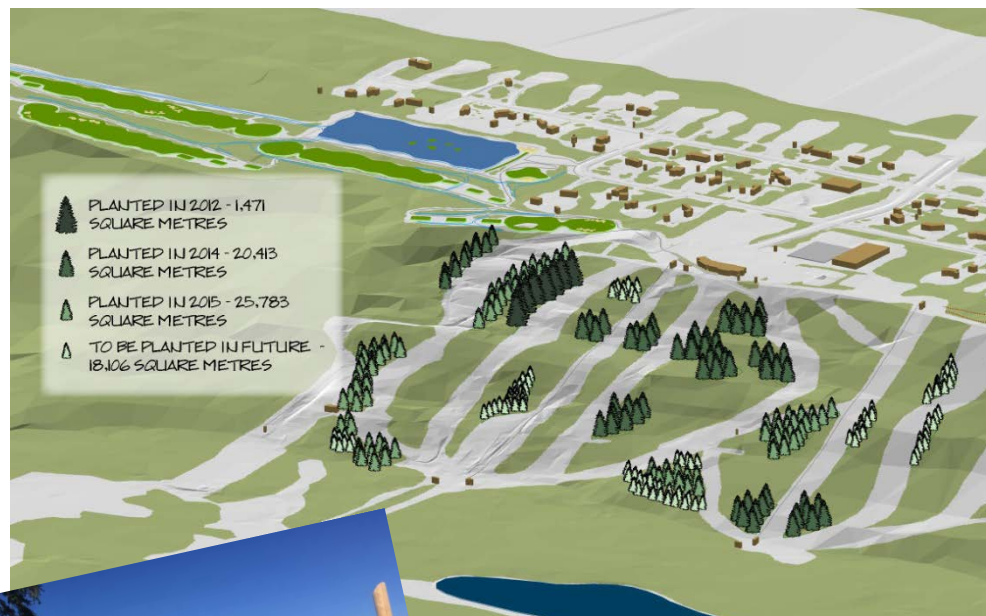 PLANTED IN 2012 - 1,471
SQUARE METRES
PLANTED IN 2014 - 20,413
SQUARE METRES
PLANTED IN 2015 - 25,783
SQUARE METRES
TO BE PLANTED IN FUTURE -
18,106 SQUARE METRES